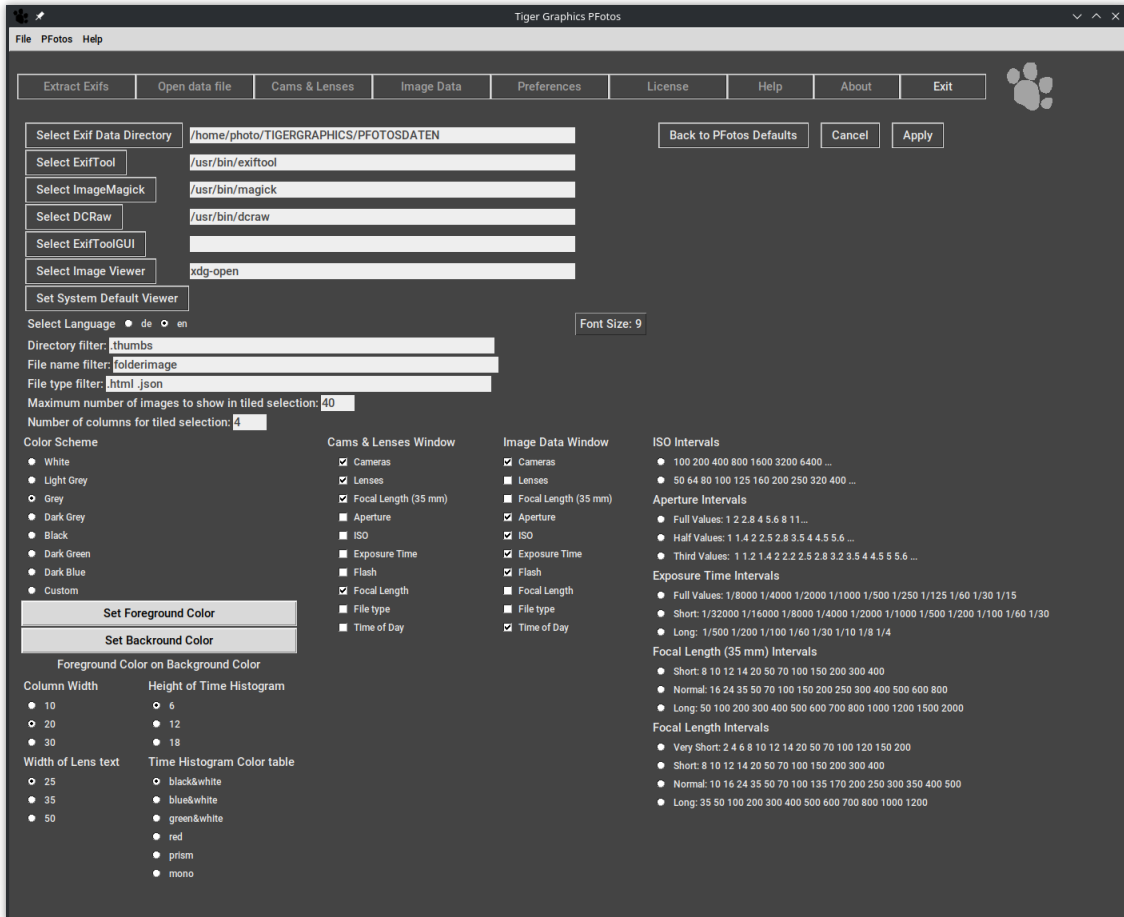 Tiger Graphics PFotos
File PFotos Help
Extract Exifs Open data file Cams & Lenses Image Data Preferences License Help About Exit
Select Exif Data Directory /home/photo/TIGERGRAPHICS/PFOTOSDATEN Back to PFotos Defaults Cancel Apply
Select ExifTool /usr/bin/exiftool
Select ImageMagick /usr/bin/magick
Select DCRaw /usr/bin/dcraw
Select ExifToolGUI
Select Image Viewer xdg-open
Set System Default Viewer
Select Language de en Font Size: 9
Directory filter: .thumbs
File name filter: folderimage
File type filter: .html .json
Maximum number of images to show in tiled selection: 40
Number of columns for tiled selection: 4
Color Scheme
White
Light Grey
Grey
Dark Grey
Black
Dark Green
Dark Blue
Custom
Set Foreground Color
Set Backround Color
Foreground Color on Background Color
Column Width
10
20
30
Width of Lens text
25
35
50
Height of Time Histogram
6
12
18
Time Histogram Color table
black&white
blue&white
green&white
red
prism
mono
Cams & Lenses Window
Cameras
Lenses
Focal Length (35 mm)
Aperture
ISO
Exposure Time
Flash
Focal Length
File type
Time of Day
Image Data Window
Cameras
Lenses
Focal Length (35 mm)
Aperture
ISO
Exposure Time
Flash
Focal Length
File type
Time of Day
ISO Intervals
100 200 400 800 1600 3200 6400 ...
50 64 80 100 125 160 200 250 320 400 ...
Aperture Intervals
Full Values: 1 2 2.8 4 5.6 8 11...
Half Values: 1 1.4 2 2.5 2.8 3.5 4 4.5 5.6 ...
Third Values: 1 1.2 1.4 2 2.2 2.5 2.8 3.2 3.5 4 4.5 5 5.6 ...
Exposure Time Intervals
Full Values: 1/8000 1/4000 1/2000 1/1000 1/500 1/250 1/125 1/60 1/30 1/15
Short: 1/32000 1/16000 1/8000 1/4000 1/2000 1/1000 1/500 1/200 1/100 1/60 1/30
Long: 1/500 1/200 1/100 1/60 1/30 1/10 1/8 1/4
Focal Length (35 mm) Intervals
Short: 8 10 12 14 20 50 70 100 150 200 300 400
Normal: 16 24 35 50 70 100 150 200 250 300 400 500 600 800
Long: 50 100 200 300 400 500 600 700 800 1000 1200 1500 2000
Focal Length Intervals
Very Short: 2 4 6 8 10 12 14 20 50 70 100 120 150 200
Short: 8 10 12 14 20 50 70 100 150 200 300 400
Normal: 10 16 24 35 50 70 100 135 170 200 250 300 350 400 500
Long: 35 50 100 200 300 400 500 600 700 800 1000 1200